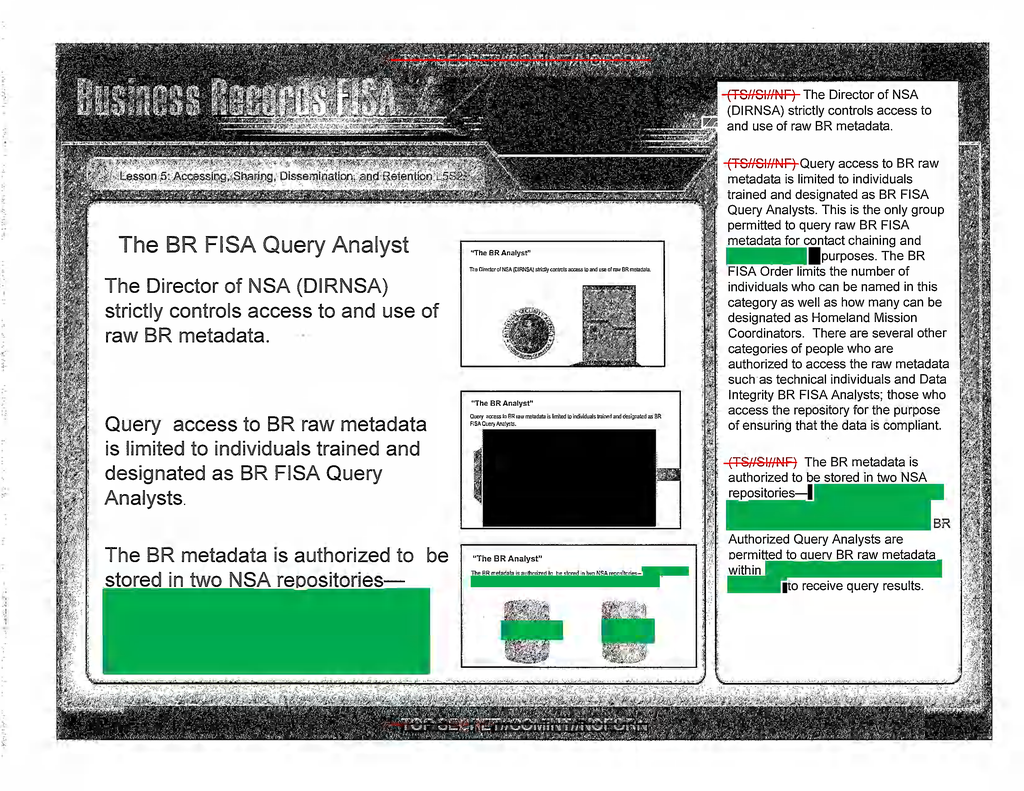 TOP SECRET//COMINT//NOFORN
Business Records FISA
Lesson 5: Accessing, Sharing, Dissemination, and Retention
The BR FISA Query Analyst
The Director of NSA (DIRNSA)
strictly controls access to and use of
raw BR metadata.
Query access to BR raw metadata
is limited to individuals trained and
designated as BR FISA Query
Analysts.
The BR metadata is authorized to be
stored in two NSA repositories—
"The BR Analyst"
The Director of NSA (DIRNSA) strictly controls access to and use of raw BR metadata.
"The BR Analyst"
Query access to BR raw metadata is limited to individuals trained and designated as BR
FISA Query Analysts.
"The BR Analyst"
The BR metadata is authorized to be stored in two NSA repositories—
(TS//SI//NF) The Director of NSA
(DIRNSA) strictly controls access to
and use of raw BR metadata.
(TS//SI//NF) Query access to BR raw
metadata is limited to individuals
trained and designated as BR FISA
Query Analysts. This is the only group
permitted to query raw BR FISA
metadata for contact chaining and
purposes. The BR
FISA Order limits the number of
individuals who can be named in this
category as well as how many can be
designated as Homeland Mission
Coordinators. There are several other
categories of people who are
authorized to access the raw metadata
such as technical individuals and Data
Integrity BR FISA Analysts; those who
access the repository for the purpose
of ensuring that the data is compliant.
(TS//SI//NF) The BR metadata is
authorized to be stored in two NSA
repositories—
BR
Authorized Query Analysts are
permitted to query BR raw metadata
within
to receive query results.
TOP SECRET//COMINT//NOFORN